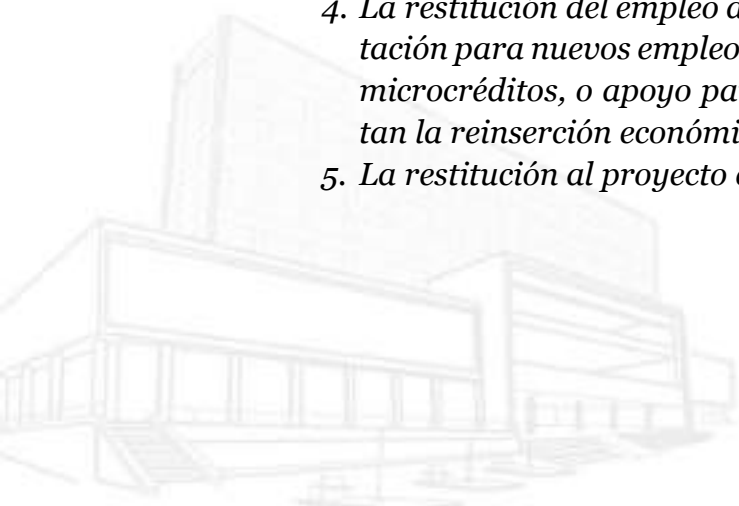 4. La restitución del empleo
tación para nuevos empleo
microcréditos, o apoyo pa
tan la reinserción económi
5. La restitución al proyecto